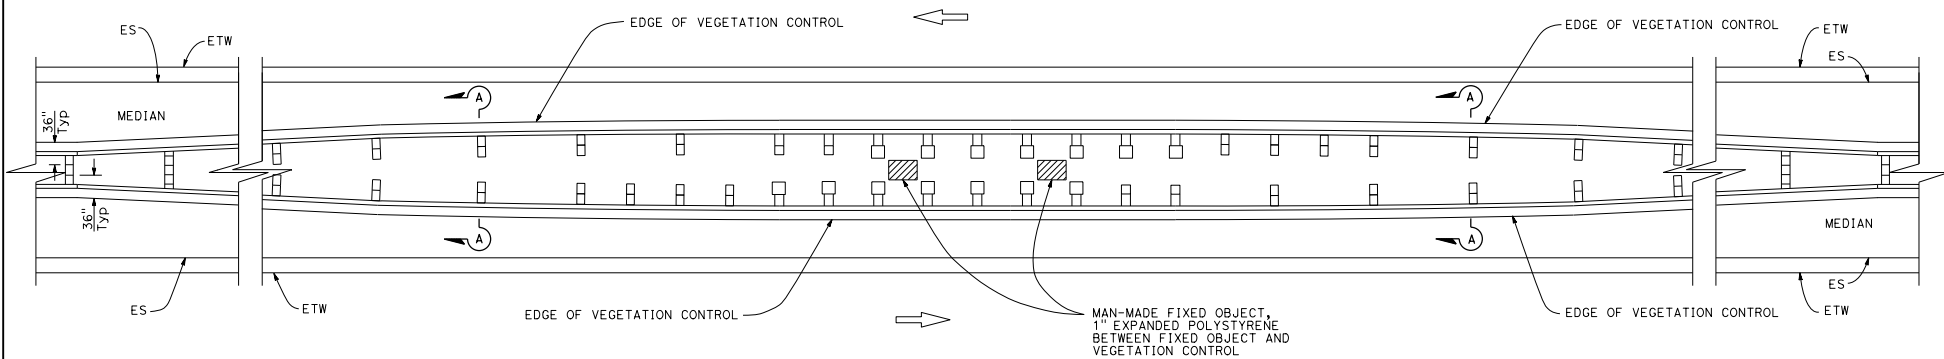 EDGE OF VEGETATION CONTROL
EDGE OF VEGETATION CONTROL
ES
ETW
ETW
ES
MEDIAN
36"
Typ
A
A
36"
Typ
A
A
MEDIAN
ES
ETW
EDGE OF VEGETATION CONTROL
MAN-MADE FIXED OBJECT,
1" EXPANDED POLYSTYRENE
BETWEEN FIXED OBJECT AND
VEGETATION CONTROL
EDGE OF VEGETATION CONTROL
ES
ETW